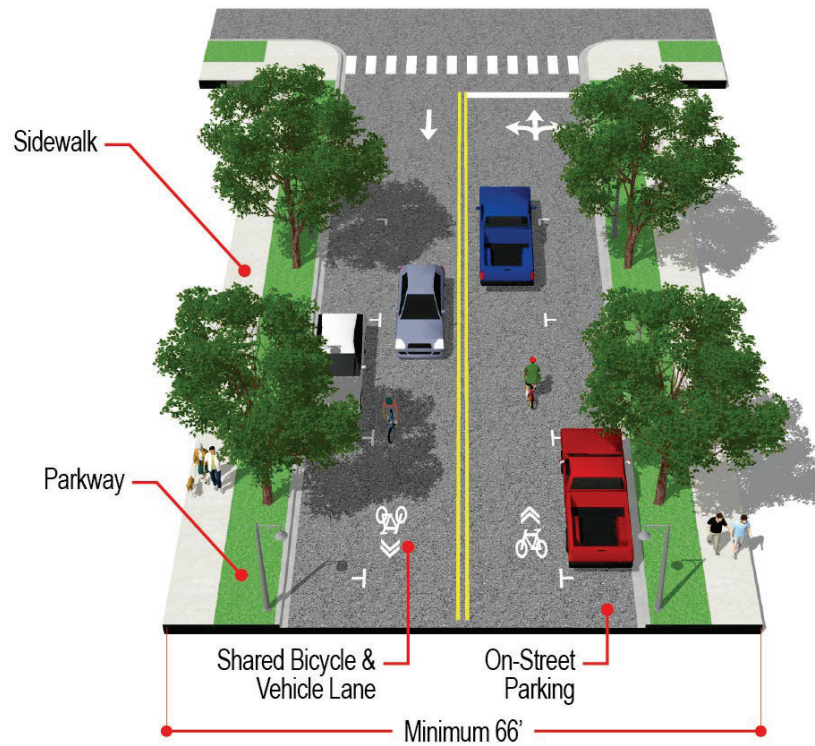 Sidewalk
Parkway
Shared Bicycle &
Vehicle Lane
On-Street
Parking
Minimum 66'